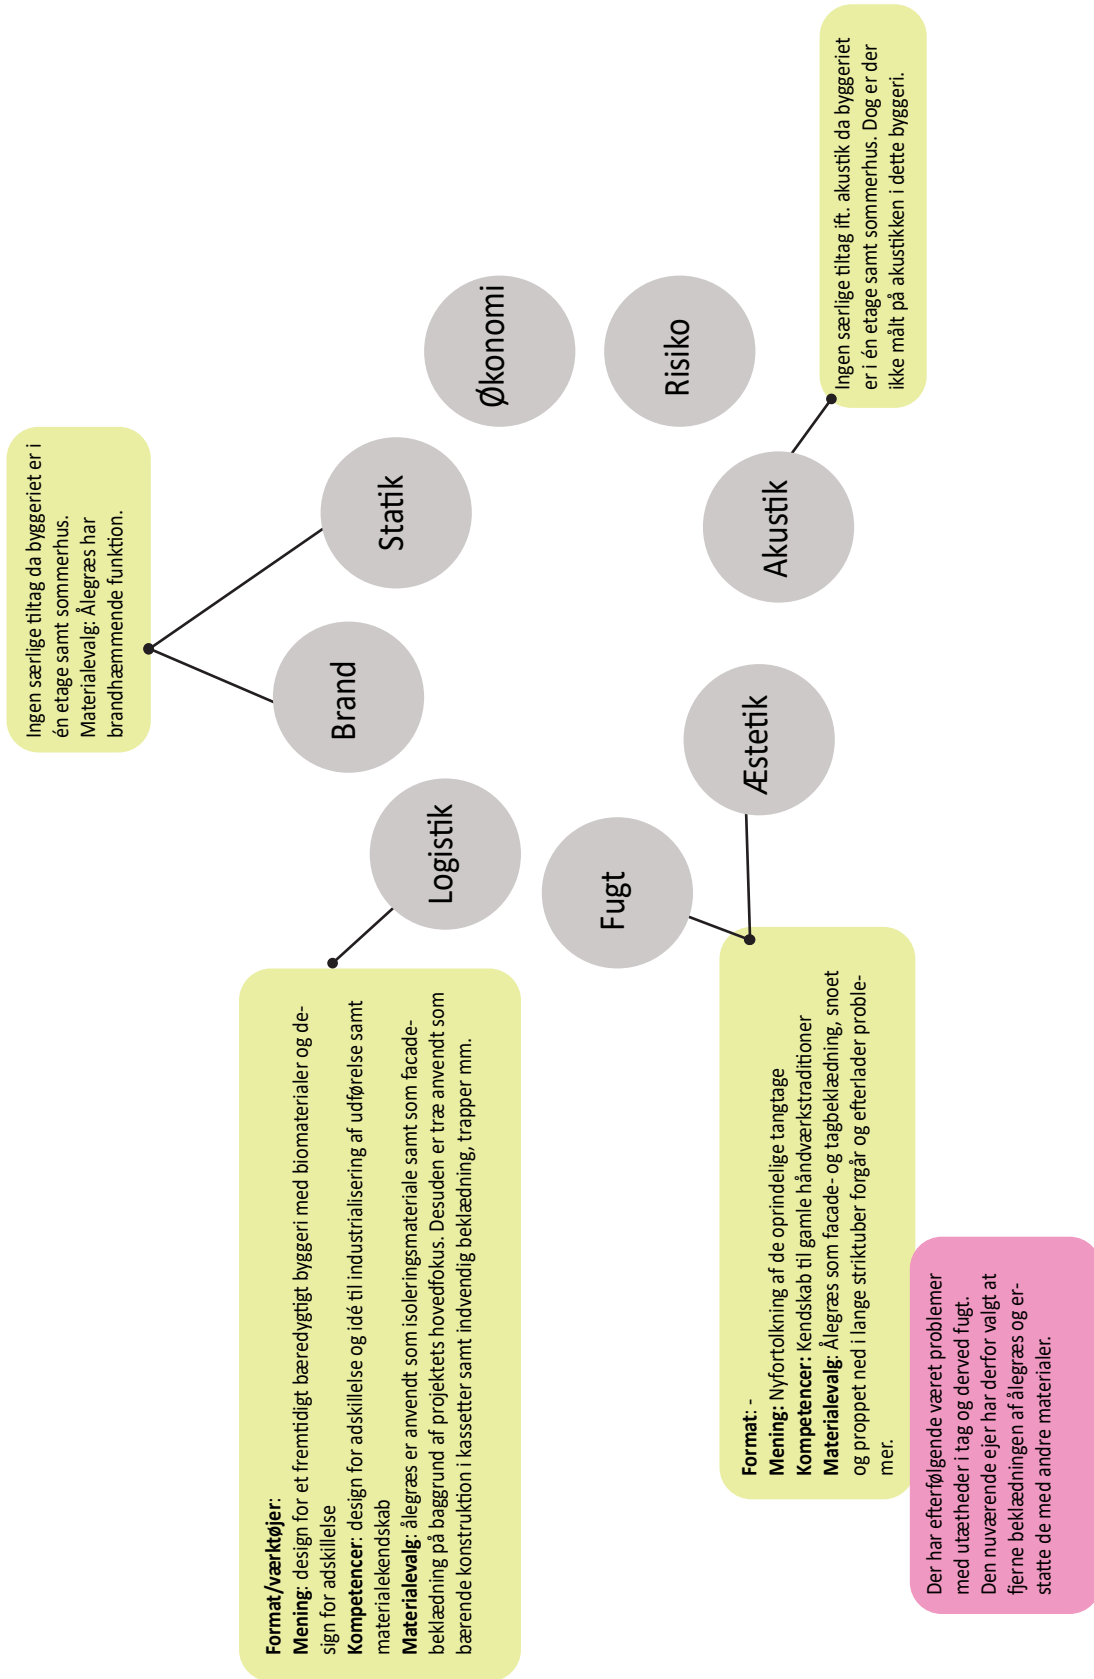 Format/værktøjer:
Mening: design for et fremtidigt bæredygtigt byggeri med biomaterialer og de-
sign for adskillelse
Kompetencer: design for adskillelse og idé til industrialisering af udførelse samt
materialekendskab
Materialevalg: ålegræs er anvendt som isoleringsmateriale samt som facade-
beklædning på baggrund af projektets hovedfokus. Desuden er træ anvendt som
bærende konstruktion i kassetter samt indvendig beklædning, trapper mm.
Ingen særlige tiltag da byggeriet er i
én etage samt sommerhus.
Materialevalg: Ålegræs har
brandhæmmende funktion.
Logistik
Brand
Statik
Økonomi
Risiko
Akustik
Æstetik
Fugt
Format: -
Mening: Nyfortolkning af de oprindelige tangtage
Kompetencer: Kendskab til gamle håndværkstraditioner
Materialevalg: Ålegræs som facade- og tagbeklædning, snoet
og proppet ned i lange striktuber forgår og efterlader proble-
mer.
Der har efterfølgende været problemer
med utætheder i tag og derved fugt.
Den nuværende ejer har derfor valgt at
fjerne beklædningen af ålegræs og er-
statte de med andre materialer.
Ingen særlige tiltag ift. akustik da byggeriet
er i én etage samt sommerhus. Dog er der
ikke målt på akustikken i dette byggeri.